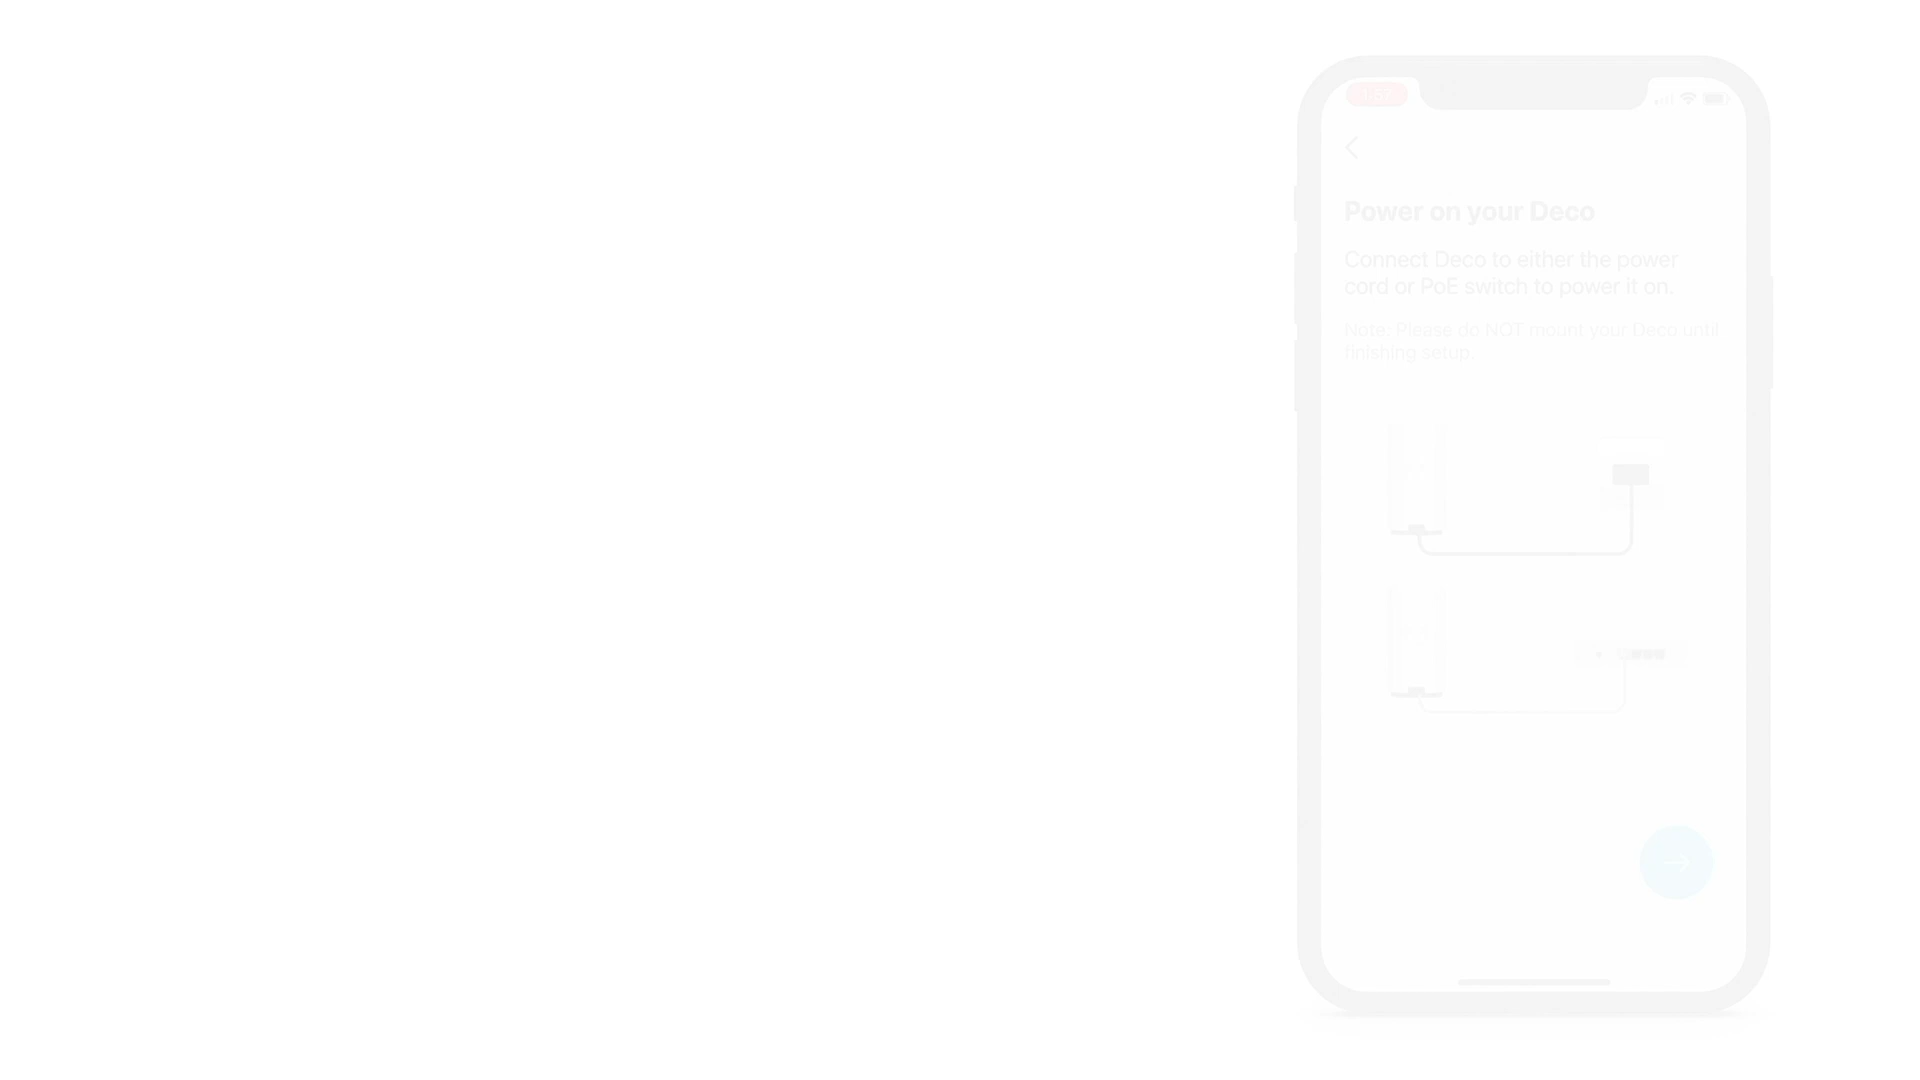 Power on your Deco
Connect Deco to either the power
cord or PoE switch to power it on.
Note: Please do NOT mount your Deco until
finishing setup.